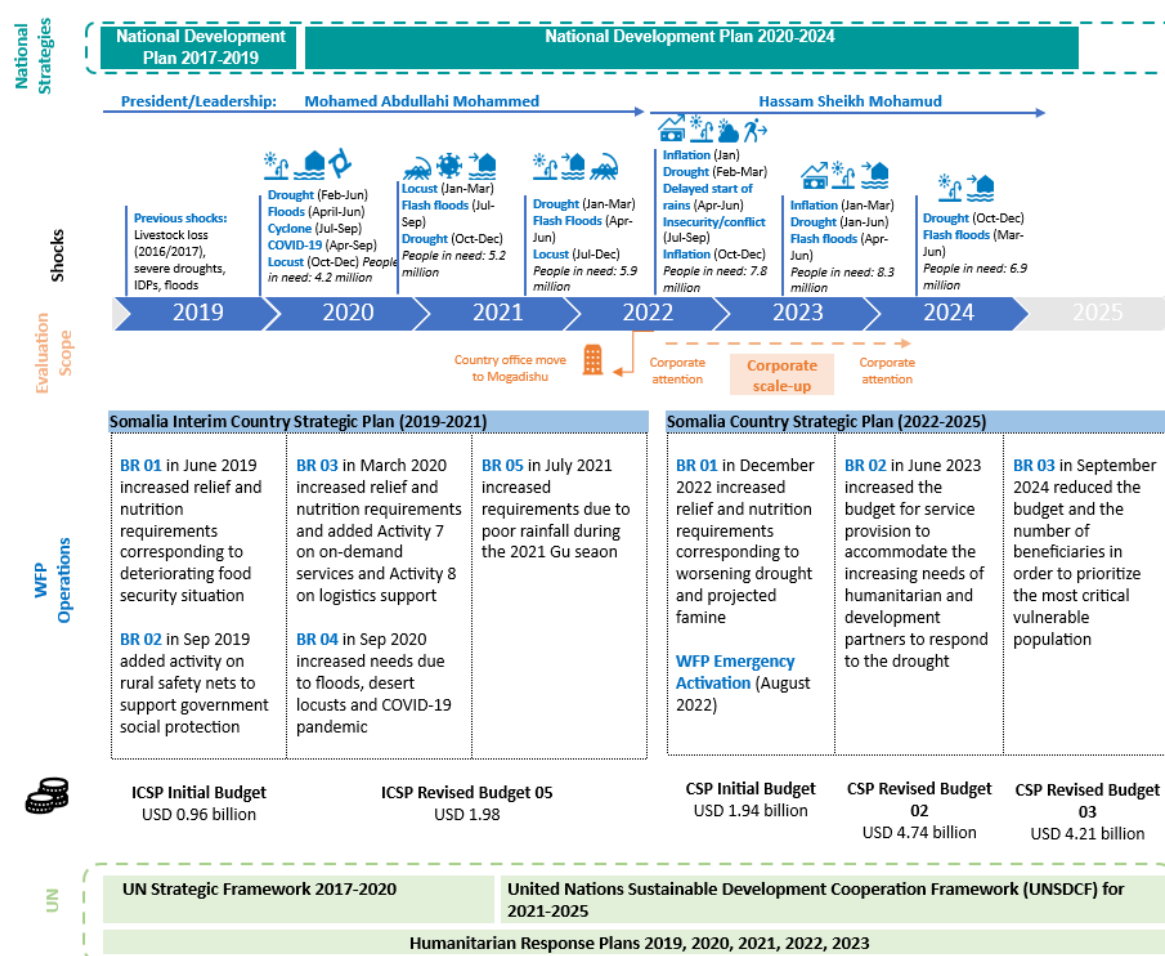 National
Strategies
National Development
Plan 2017-2019
National Development Plan 2020-2024
President/Leadership:
Mohamed Abdullahi Mohammed
Hassam Sheikh Mohamud
Shocks
Previous shocks:
Livestock loss
(2016/2017),
severe droughts,
IDPs, floods
Drought (Feb-Jun)
Floods (April-Jun)
Cyclone (Jul-Sep)
COVID-19 (Apr-Sep)
Locust (Oct-Dec) People
in need: 4.2 million
Locust (Jan-Mar)
Flash floods (Jul-
Sep)
Drought (Oct-Dec)
People in need: 5.2
million
Drought (Jan-Mar)
Flash Floods (Apr-
Jun)
Locust (Jul-Dec)
People in need: 5.9
million
Inflation (Jan)
Drought (Feb-Mar)
Delayed start of
rains (Apr-Jun)
Insecurity/conflict
(Jul-Sep)
Inflation (Oct-Dec)
People in need: 7.8
million
Inflation (Jan-Mar)
Drought (Jan-Jun)
Flash floods (Apr-
Jun)
People in need: 8.3
million
Drought (Oct-Dec)
Flash floods (Mar-
Jun)
People in need: 6.9
million
2019
2020
2021
2022
2023
2024
2025
Evaluation
Scope
Country office move
to Mogadishu
Corporate
attention
Corporate
scale-up
Corporate
attention
WFP
Operations
Somalia Interim Country Strategic Plan (2019-2021)
BR 01 in June 2019
increased relief and
nutrition
requirements
corresponding to
deteriorating food
security situation
BR 02 in Sep 2019
added activity on
rural safety nets to
support government
social protection
BR 03 in March 2020
increased relief and
nutrition requirements
and added Activity 7
on on-demand
services and Activity 8
on logistics support
BR 04 in Sep 2020
increased needs due
to floods, desert
locusts and COVID-19
pandemic
BR 05 in July 2021
increased
requirements due to
poor rainfall during
the 2021 Gu seaon
Somalia Country Strategic Plan (2022-2025)
BR 01 in December
2022 increased
relief and nutrition
requirements
corresponding to
worsening drought
and projected
famine
WFP Emergency
Activation (August
2022)
BR 02 in June 2023
increased the
budget for service
provision to
accommodate the
increasing needs of
humanitarian and
development
partners to respond
to the drought
BR 03 in September
2024 reduced the
budget and the
number of
beneficiaries in
order to prioritize
the most critical
vulnerable
population
ICSP Initial Budget
USD 0.96 billion
ICSP Revised Budget 05
USD 1.98
CSP Initial Budget
USD 1.94 billion
CSP Revised Budget
02
USD 4.74 billion
CSP Revised Budget
03
USD 4.21 billion
UN
UN Strategic Framework 2017-2020
United Nations Sustainable Development Cooperation Framework (UNSDCF) for
2021-2025
Humanitarian Response Plans 2019, 2020, 2021, 2022, 2023